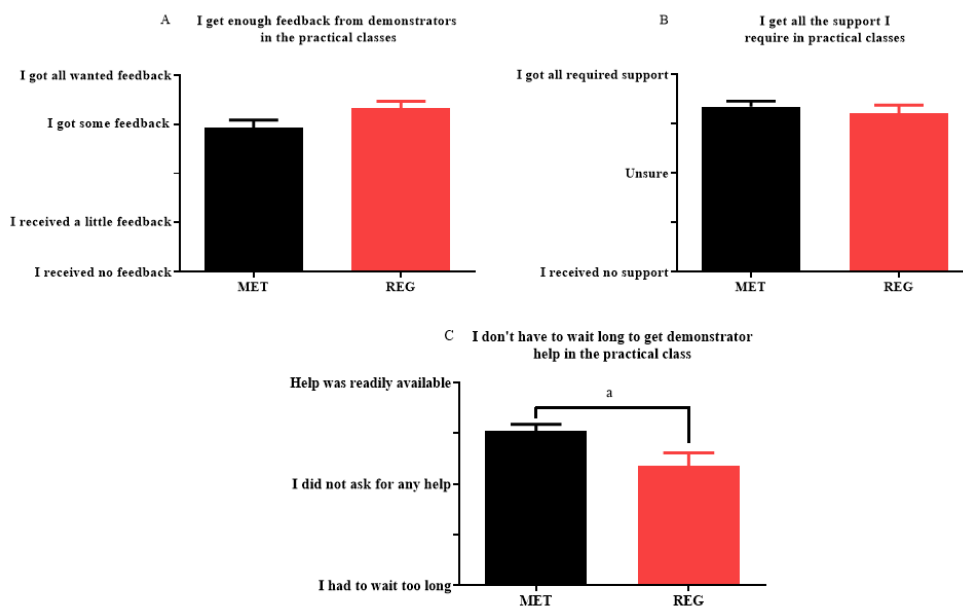 A I get enough feedback from demonstrators
in the practical classes
I got all wanted feedback
I got some feedback
I received a little feedback
I received no feedback
MET REG
B I get all the support I
require in practical classes
I got all required support
Unsure
I received no support
MET REG
C I don't have to wait long to get demonstrator
help in the practical class
Help was readily available
a
I did not ask for any help
I had to wait too long
MET REG